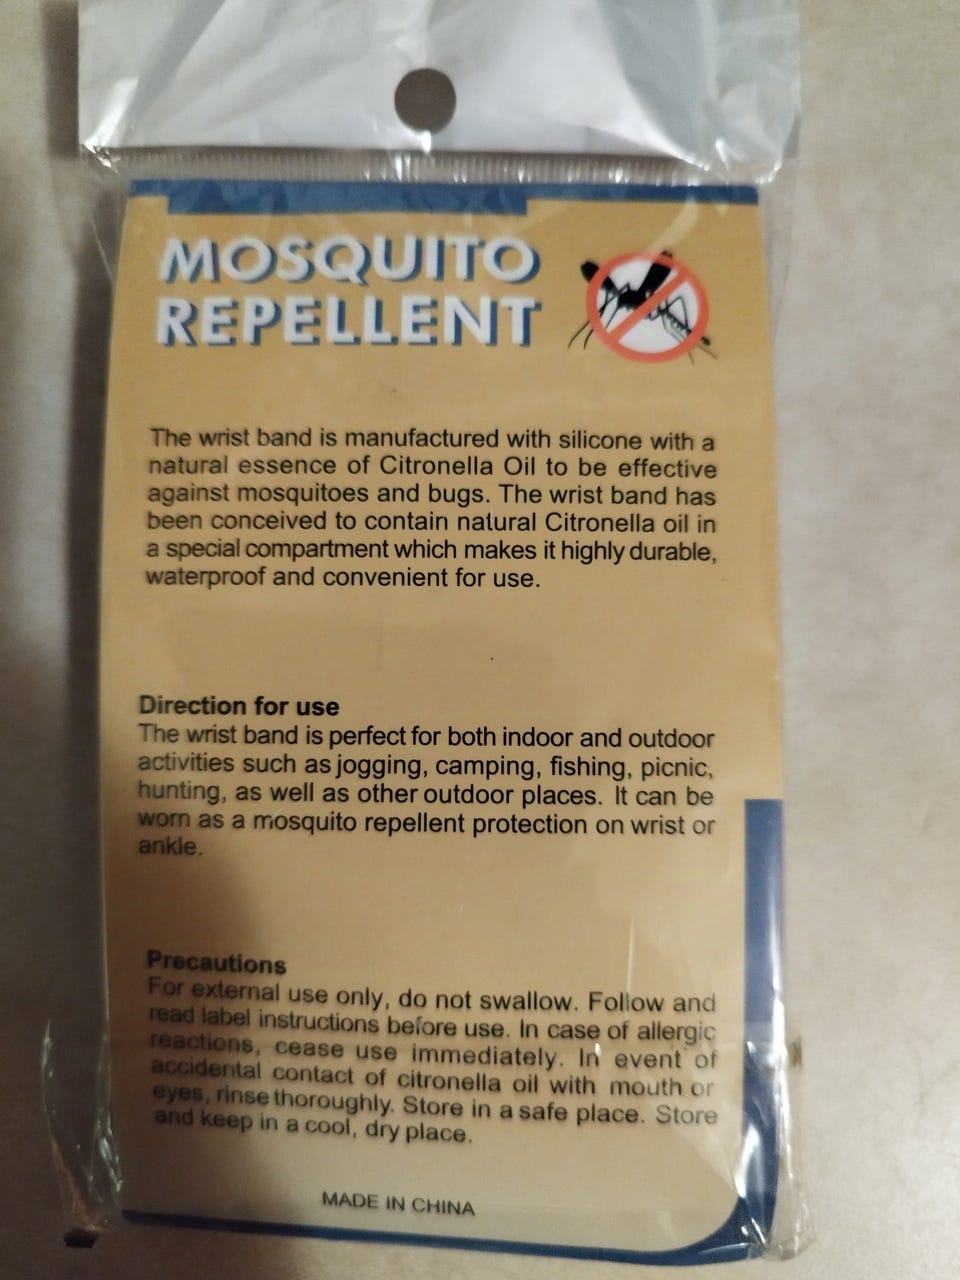 MOSQUITO
REPELLENT
The wrist band is manufactured with silicone with a
natural essence of Citronella Oil to be effective
against mosquitoes and bugs. The wrist band has
been conceived to contain natural Citronella oil in
a special compartment which makes it highly durable,
waterproof and convenient for use.
Direction for use
The wrist band is perfect for both indoor and outdoor
activities such as jogging, camping, fishing, picnic,
hunting, as well as other outdoor places. It can be
worn as a mosquito repellent protection on wrist or
ankle.
Precautions
For external use only, do not swallow. Follow and
read label instructions before use. In case of allergic
reactions, cease use immediately. In event of
accidental contact of citronella oil with mouth or
eyes, rinse thoroughly. Store in a safe place. Store
and keep in a cool, dry place.
MADE IN CHINA